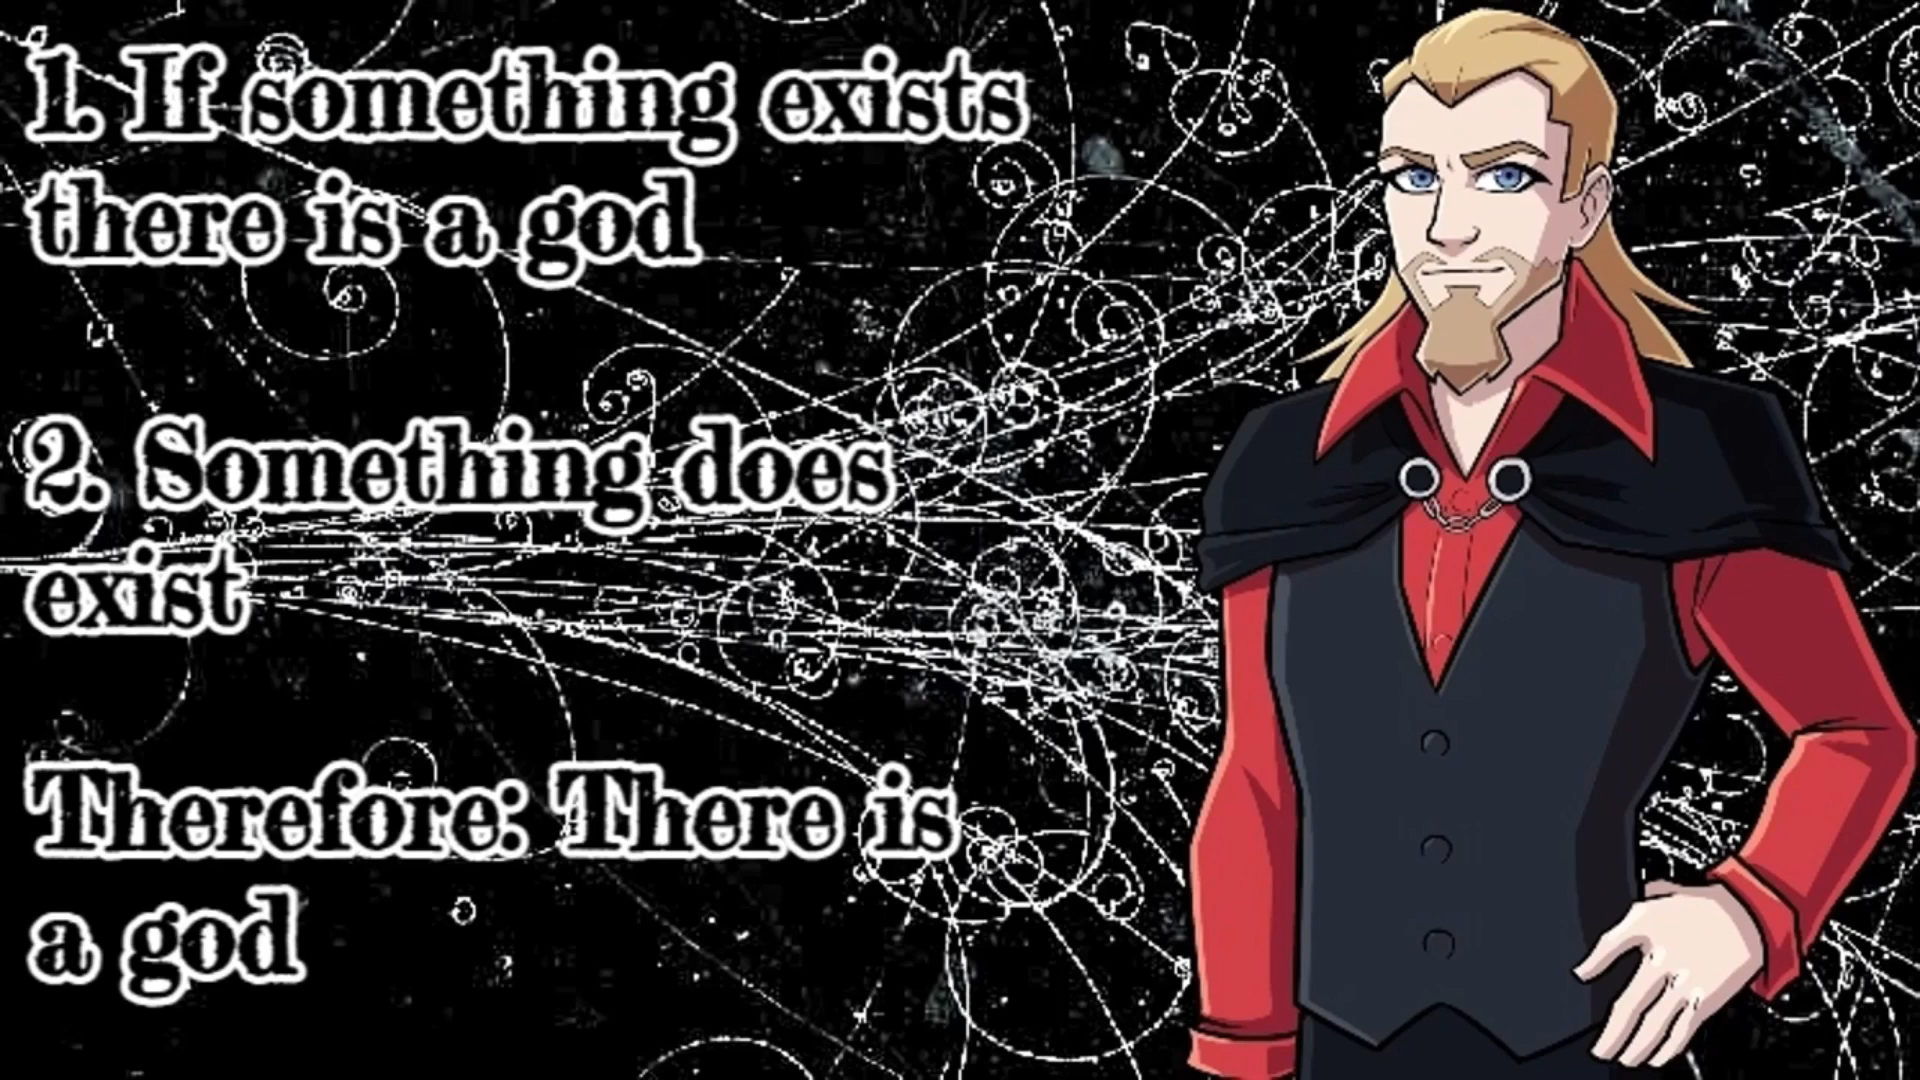 1. If something exists
there is a god
2. Something does
exist
Therefore: There is
a god